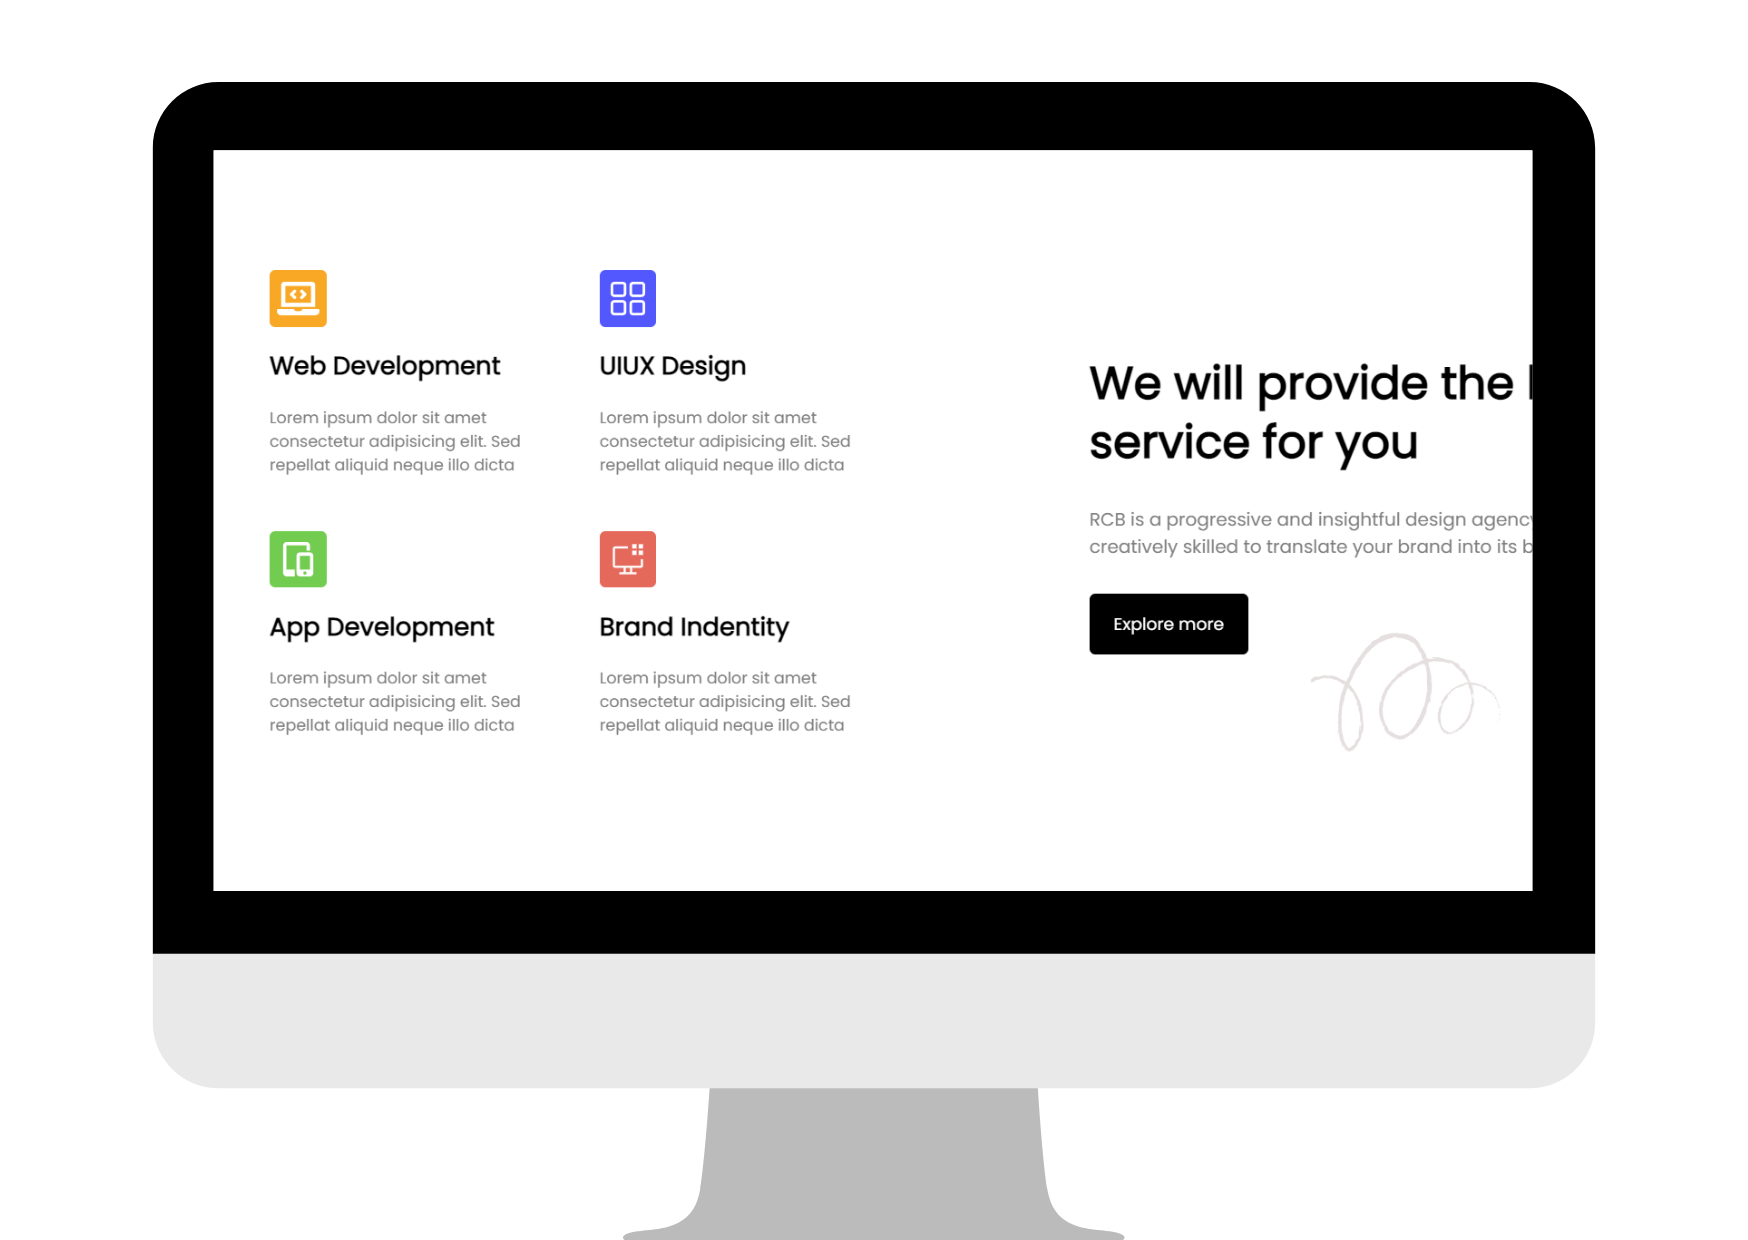 Web Development
Lorem ipsum dolor sit amet
consectetur adipisicing elit. Sed
repellat aliquid neque illo dicta
UIUX Design
Lorem ipsum dolor sit amet
consectetur adipisicing elit. Sed
repellat aliquid neque illo dicta
App Development
Lorem ipsum dolor sit amet
consectetur adipisicing elit. Sed
repellat aliquid neque illo dicta
Brand Indentity
Lorem ipsum dolor sit amet
consectetur adipisicing elit. Sed
repellat aliquid neque illo dicta
We will provide the
service for you
RCB is a progressive and insightful design
creatively skilled to translate your brand into its
Explore more